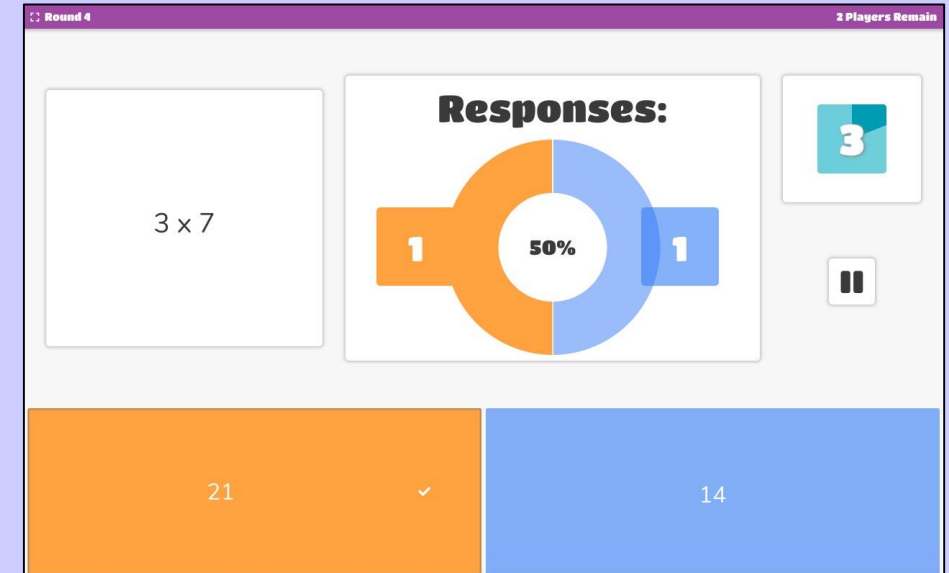 Round 4
2 Players Remain
3 x 7
Responses:
1
50%
1
3
21
14